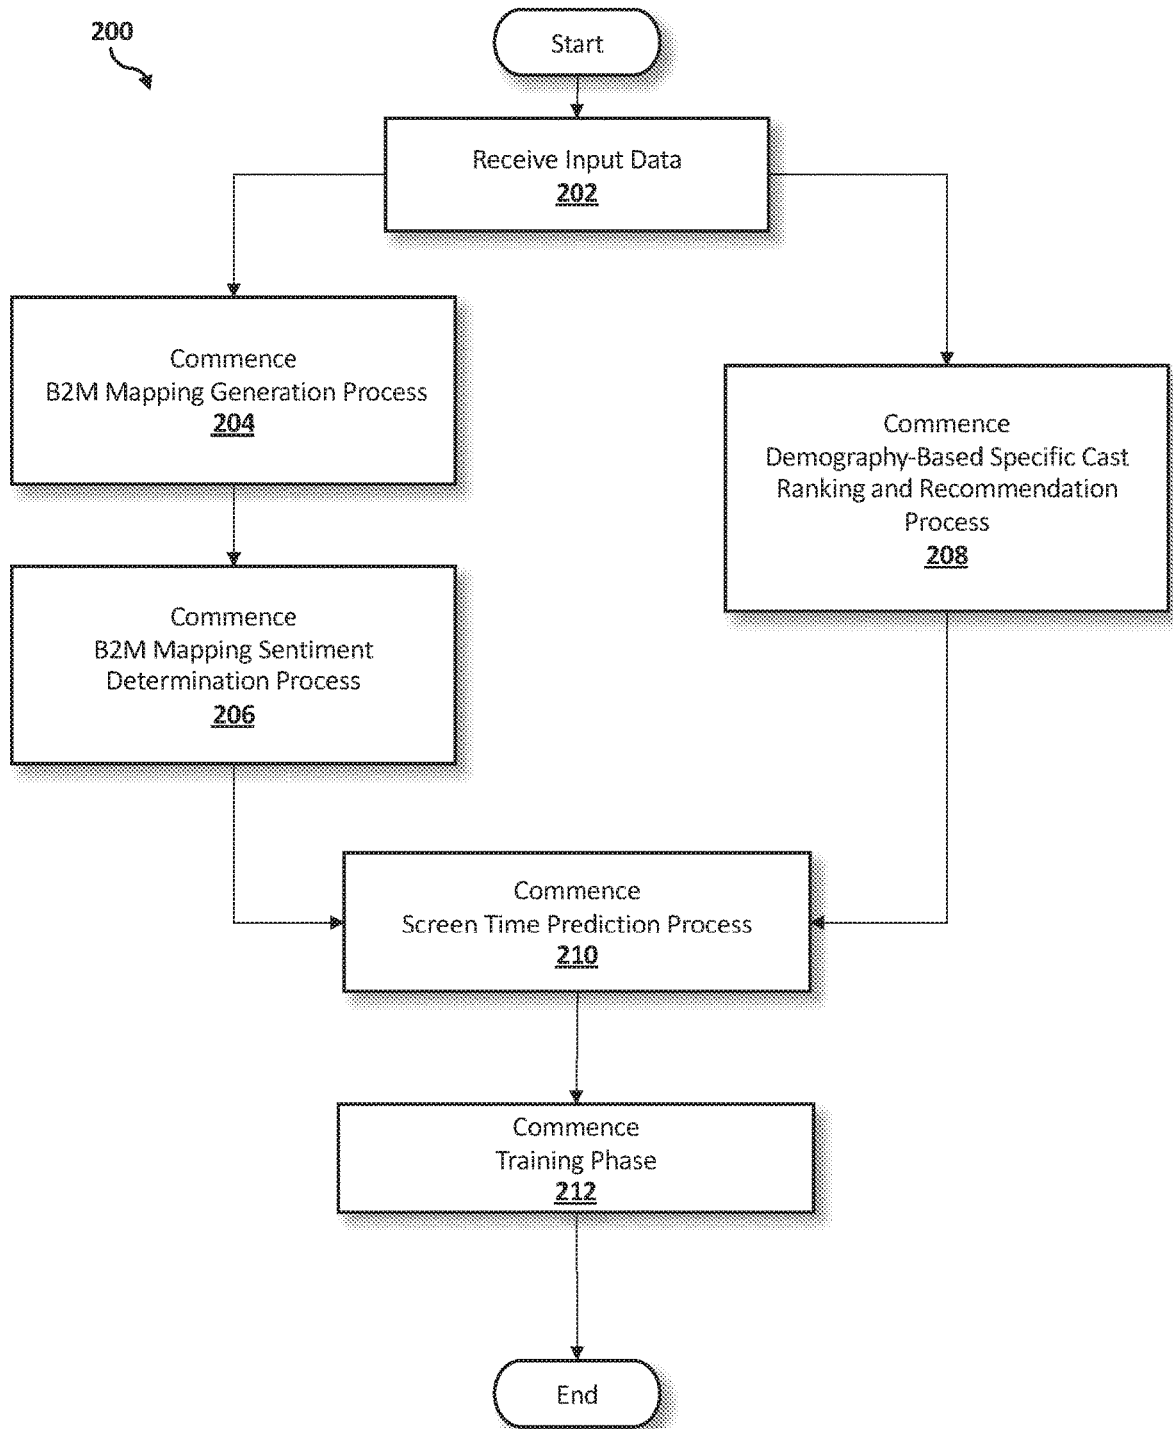 200
Start
Receive Input Data
202
Commence
B2M Mapping Generation Process
204
Commence
Demography-Based Specific Cast
Ranking and Recommendation
Process
208
Commence
B2M Mapping Sentiment
Determination Process
206
Commence
Screen Time Prediction Process
210
Commence
Training Phase
212
End